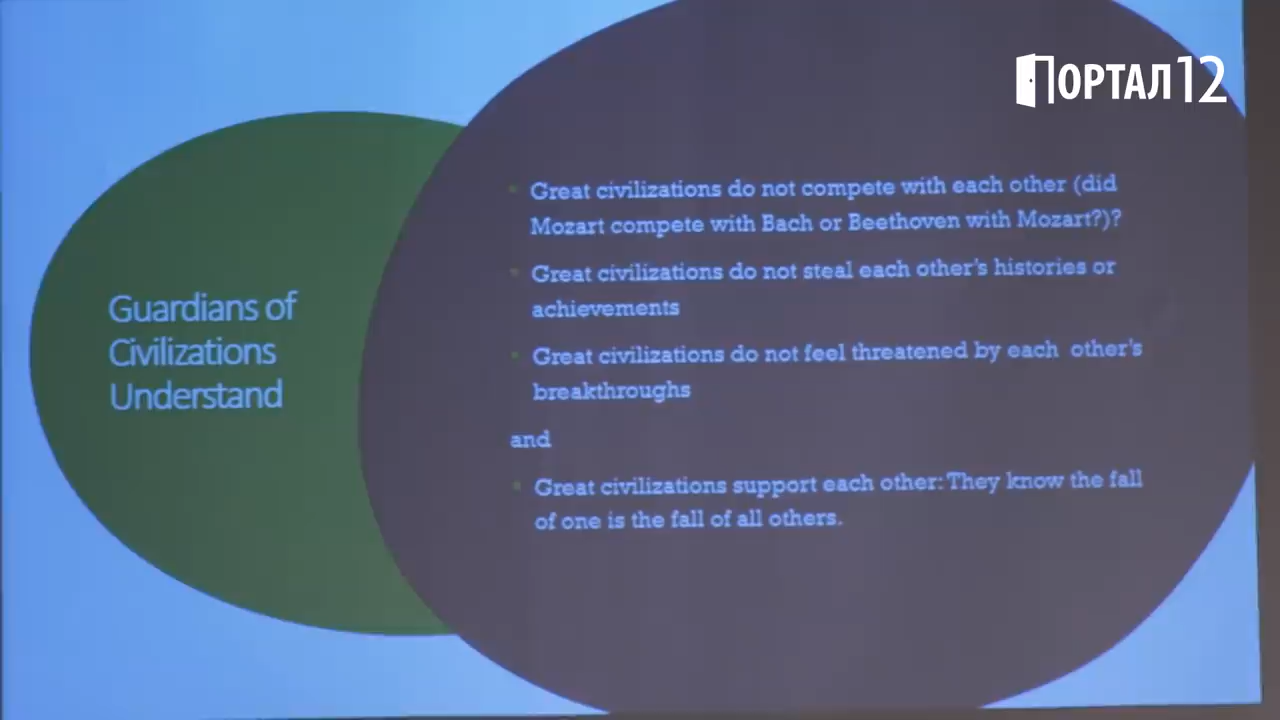 ПОРТАЛ12
Guardians of
Civilizations
Understand
Great civilizations do not compete with each other (did
Mozart compete with Bach or Beethoven with Mozart?)?
Great civilizations do not steal each other's histories or
achievements
Great civilizations do not feel threatened by each other's
breakthroughs
and
Great civilizations support each other: They know the fall
of one is the fall of all others.